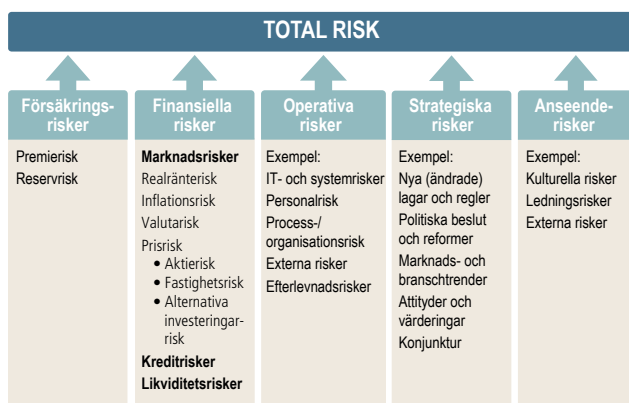 TOTAL RISK
Försäkrings-
risker
Premierisk
Reservrisk
Finansiella
risker
Marknadsrisker
Realränterisk
Inflationsrisk
Valutarisk
Prisrisk
• Aktierisk
• Fastighetsrisk
• Alternativa
investeringar-
risk
Kreditrisker
Likviditetsrisker
Operativa
risker
Exempel:
IT- och systemrisker
Personalrisk
Process-/
organisationsrisk
Externa risker
Efterlevnadsrisker
Strategiska
risker
Exempel:
Nya (ändrade)
lagar och regler
Politiska beslut
och reformer
Marknads- och
branschtrender
Attityder och
värderingar
Konjunktur
Anseende-
risker
Exempel:
Kulturella risker
Ledningsrisker
Externa risker